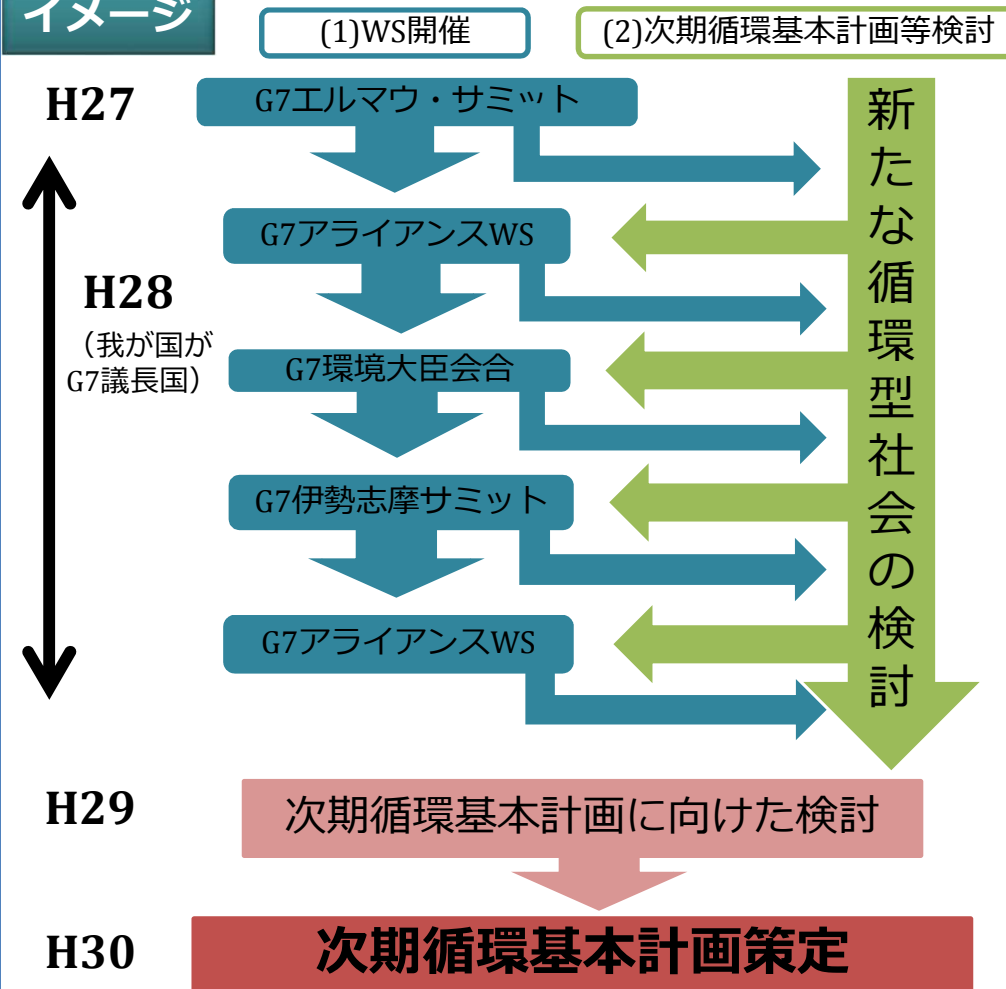 イメージ
(1)WS開催
(2)次期循環基本計画等検討
H27
G7エルマウ・サミット
G7アライアンスWS
H28
（我が国が
G7議長国）
G7環境大臣会合
G7伊勢志摩サミット
G7アライアンスWS
新たな循環型社会の検討
H29
次期循環基本計画に向けた検討
H30
次期循環基本計画策定